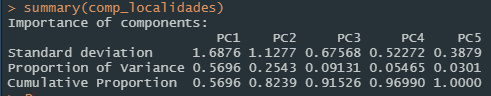 > summary(comp_localidades)
Importance of components:
PC1 PC2 PC3 PC4 PC5
Standard deviation 1.6876 1.1277 0.67568 0.52272 0.3879
Proportion of Variance 0.5696 0.2543 0.09131 0.05465 0.0301
Cumulative Proportion 0.5696 0.8239 0.91526 0.96990 1.0000